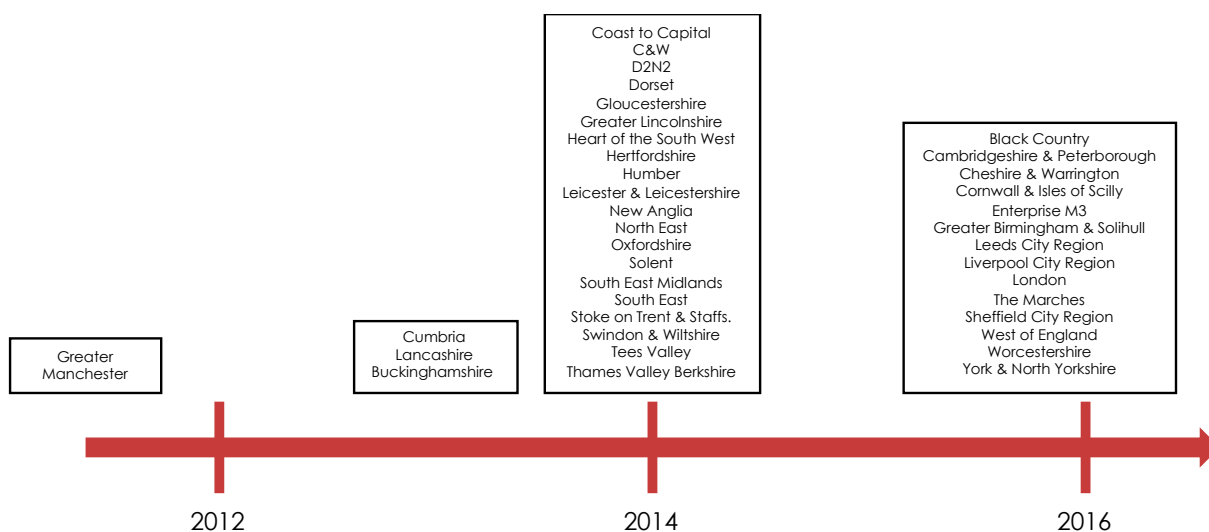 Greater
Manchester
Cumbria
Lancashire
Buckinghamshire
Coast to Capital
C&W
D2N2
Dorset
Gloucestershire
Greater Lincolnshire
Heart of the South West
Hertfordshire
Humber
Leicester & Leicestershire
New Anglia
North East
Oxfordshire
Solent
South East Midlands
South East
Stoke on Trent & Staffs.
Swindon & Wiltshire
Tees Valley
Thames Valley Berkshire
Black Country
Cambridgeshire & Peterborough
Cheshire & Warrington
Cornwall & Isles of Scilly
Enterprise M3
Greater Birmingham & Solihull
Leeds City Region
Liverpool City Region
London
The Marches
Sheffield City Region
West of England
Worcestershire
York & North Yorkshire
2012
2014
2016